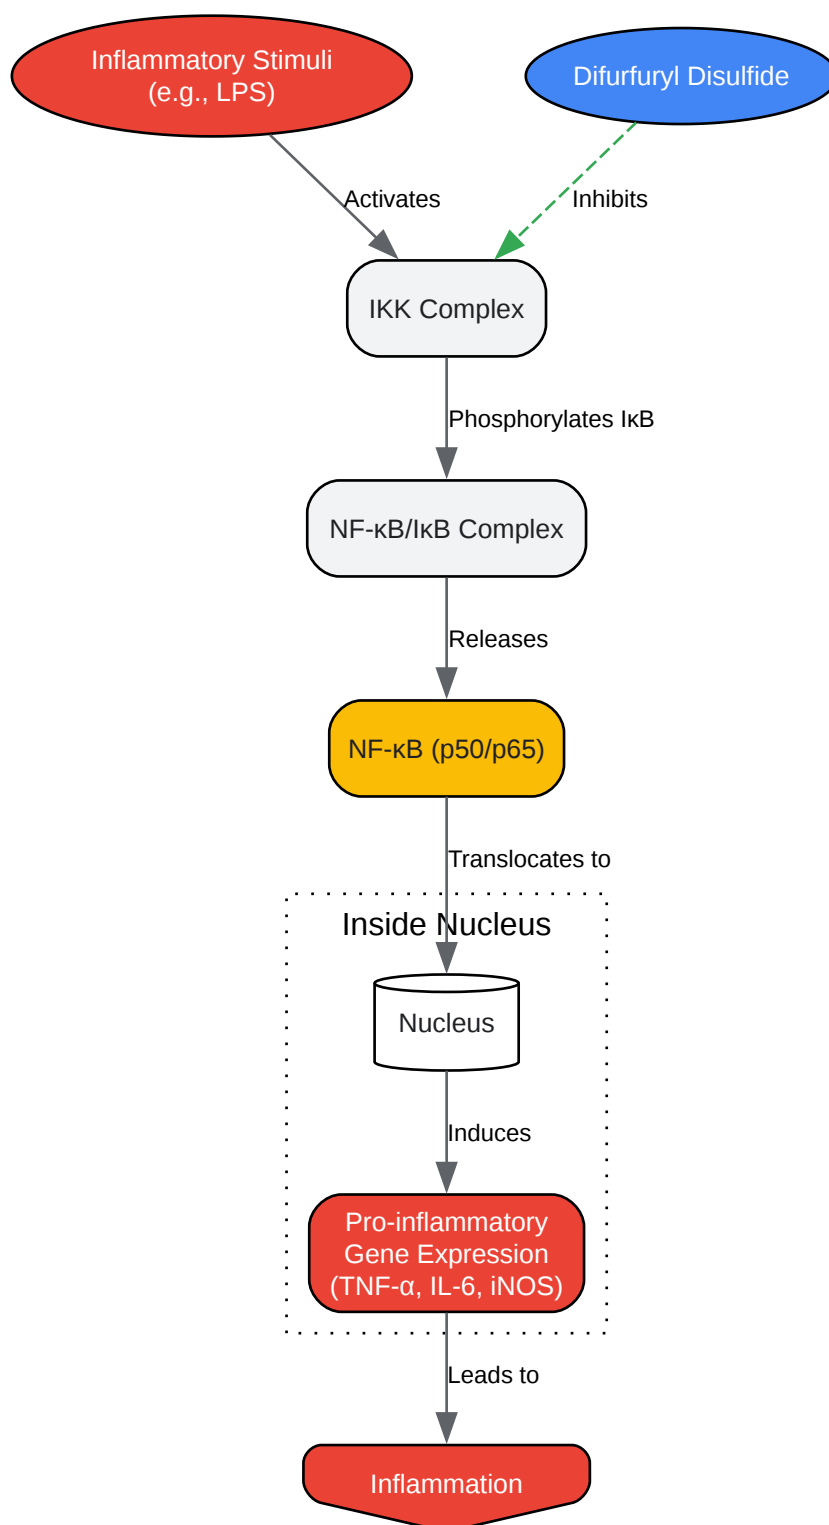 Inflammatory Stimuli
(e.g., LPS)
Difurfuryl Disulfide
Activates
Inhibits
IKK Complex
Phosphorylates IκB
NF-κB/IκB Complex
Releases
NF-κB (p50/p65)
Translocates to
Inside Nucleus
Nucleus
Induces
Pro-inflammatory
Gene Expression
(TNF-α, IL-6, iNOS)
Leads to
Inflammation